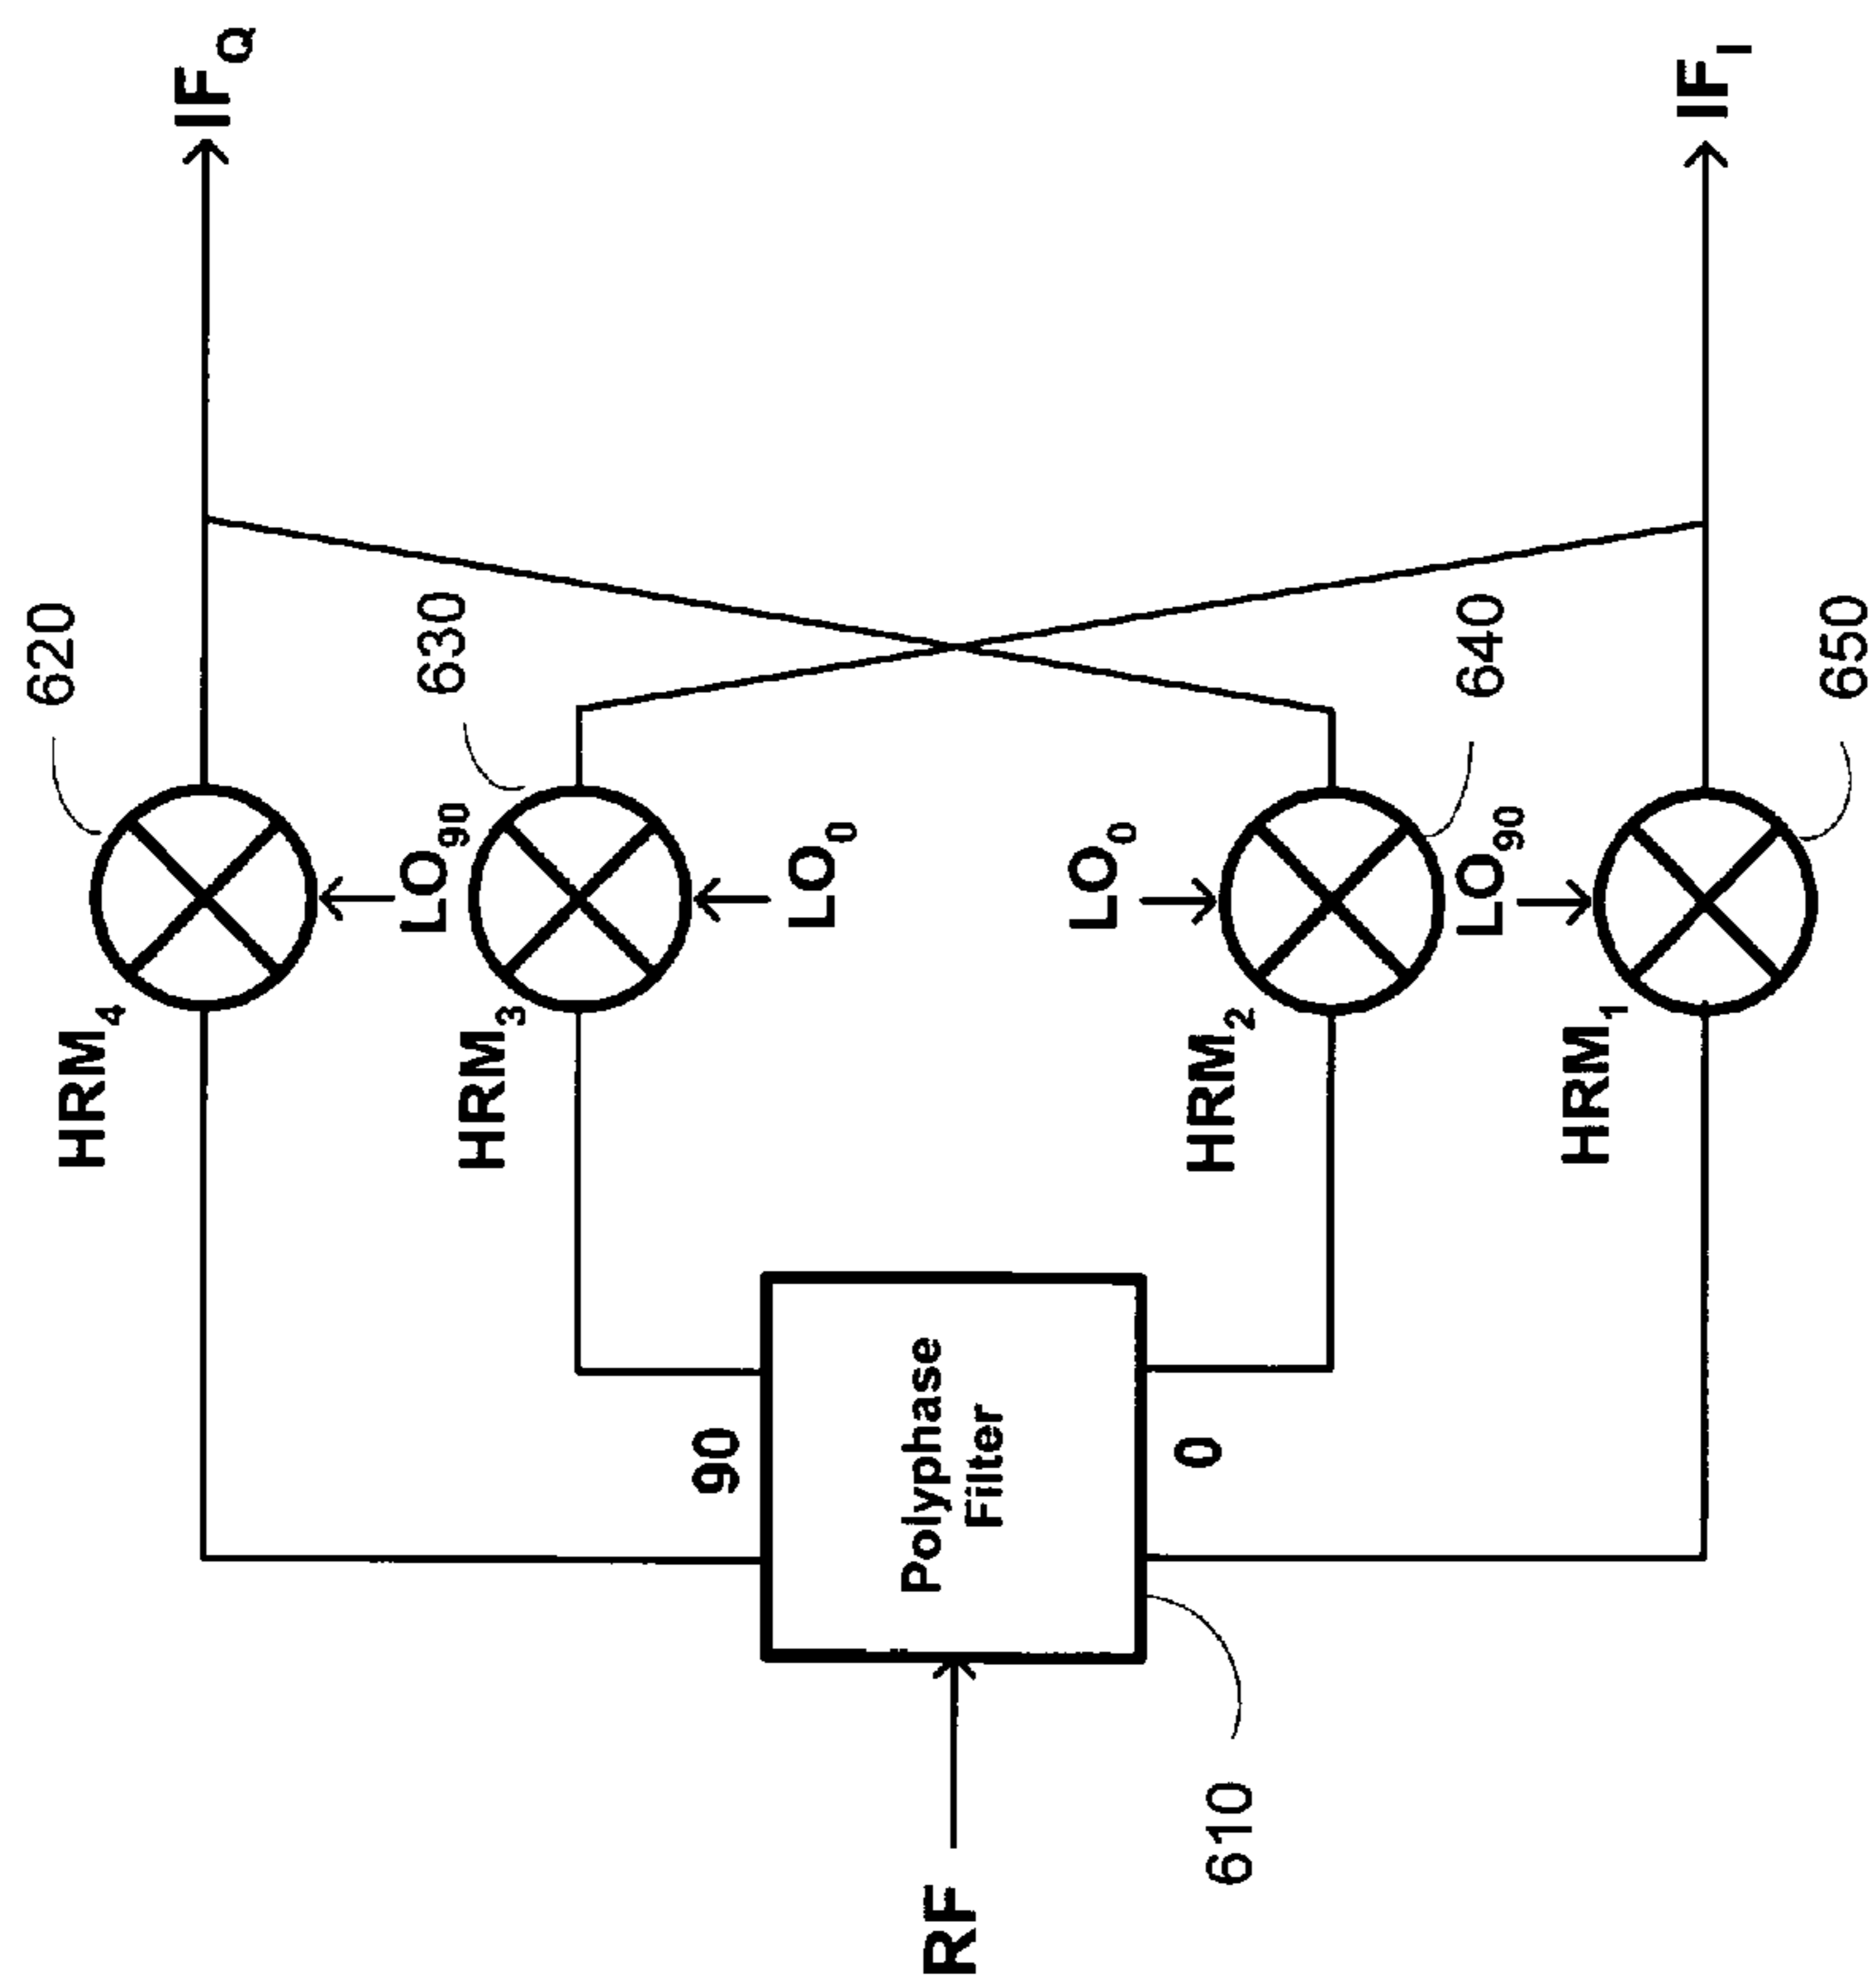 IF_Q
620
HRM_4
LO_90
630
HRM_3
LO_0
90
RF
Polyphase
Filter
610
0
LO_0
640
HRM_2
LO_90
650
HRM_1
IF_I